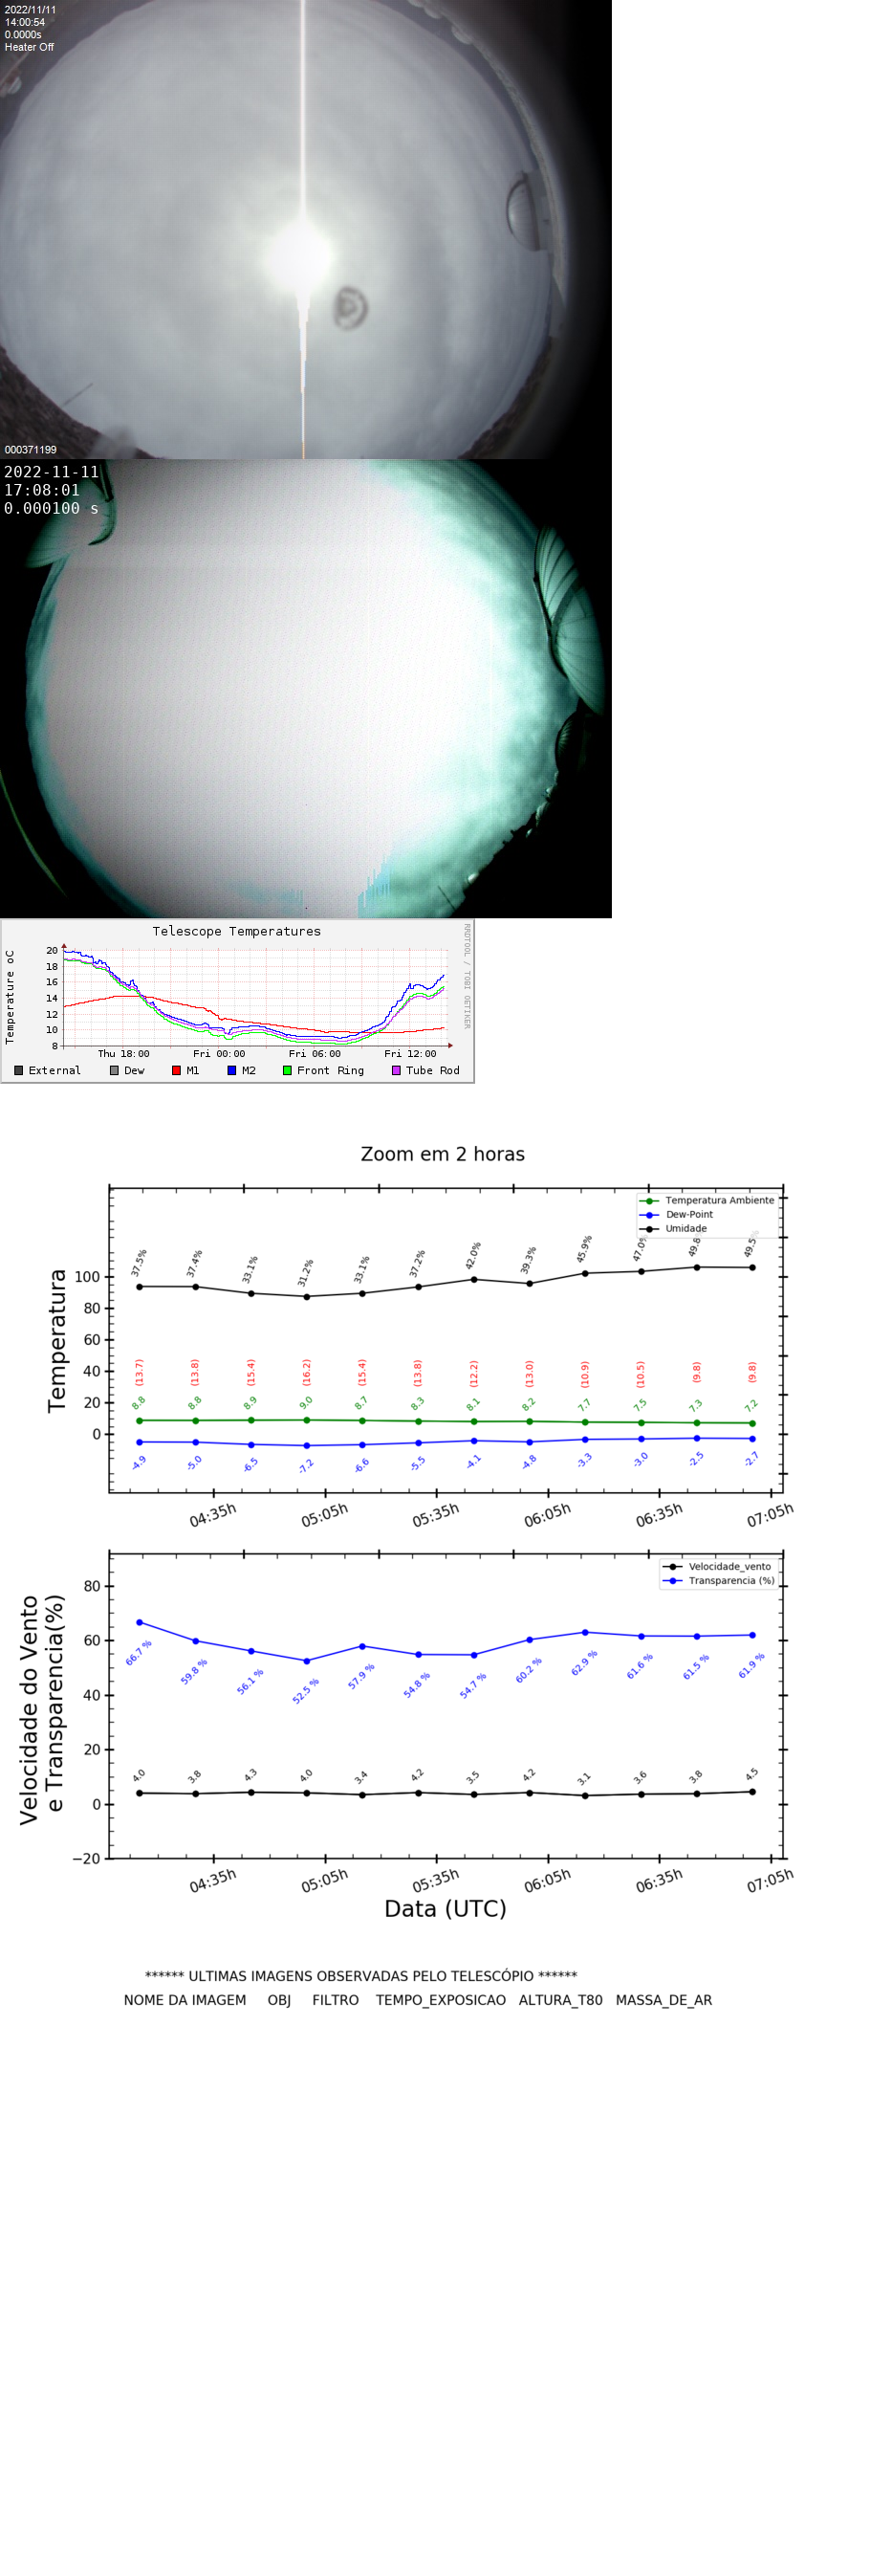 2022/11/11
14:00:54
0.0000s
Heater Off
000371199
2022-11-11
17:08:01
0.000100 s
Telescope Temperatures
RRDTOOL / TOBI OETIKER
Temperature oC
20
18
16
14
12
10
8
Thu 18:00 Fri 00:00 Fri 06:00 Fri 12:00
External Dew M1 M2 Front Ring Tube Rod
Zoom em 2 horas
Temperatura Ambiente
Dew-Point
Umidade
Temperatura
100
80
60
40
20
0
37.5% 37.4% 33.1% 31.2% 33.1% 37.2% 42.0% 39.3% 45.9% 47.0% 49.8% 49.5%
(13.7) (13.8) (15.4) (16.2) (15.4) (13.8) (12.2) (13.0) (10.9) (10.5) (9.8) (9.8)
8.8 8.8 8.9 9.0 8.7 8.3 8.1 8.2 7.7 7.5 7.3 7.2
-4.9 -5.0 -6.5 -7.2 -6.6 -5.5 -4.1 -4.8 -3.3 -3.0 -2.5 -2.7
04:35h 05:05h 05:35h 06:05h 06:35h 07:05h
Velocidade_vento
Transparencia (%)
Velocidade do Vento
e Transparencia(%)
80
60
40
20
0
−20
66.7 % 59.8 % 56.1 % 52.5 % 57.9 % 54.8 % 54.7 % 60.2 % 62.9 % 61.6 % 61.5 % 61.9 %
4.0 3.8 4.3 4.0 3.4 4.2 3.5 4.2 3.1 3.6 3.8 4.5
04:35h 05:05h 05:35h 06:05h 06:35h 07:05h
Data (UTC)
****** ULTIMAS IMAGENS OBSERVADAS PELO TELESCÓPIO ******
NOME DA IMAGEM OBJ FILTRO TEMPO_EXPOSICAO ALTURA_T80 MASSA_DE_AR